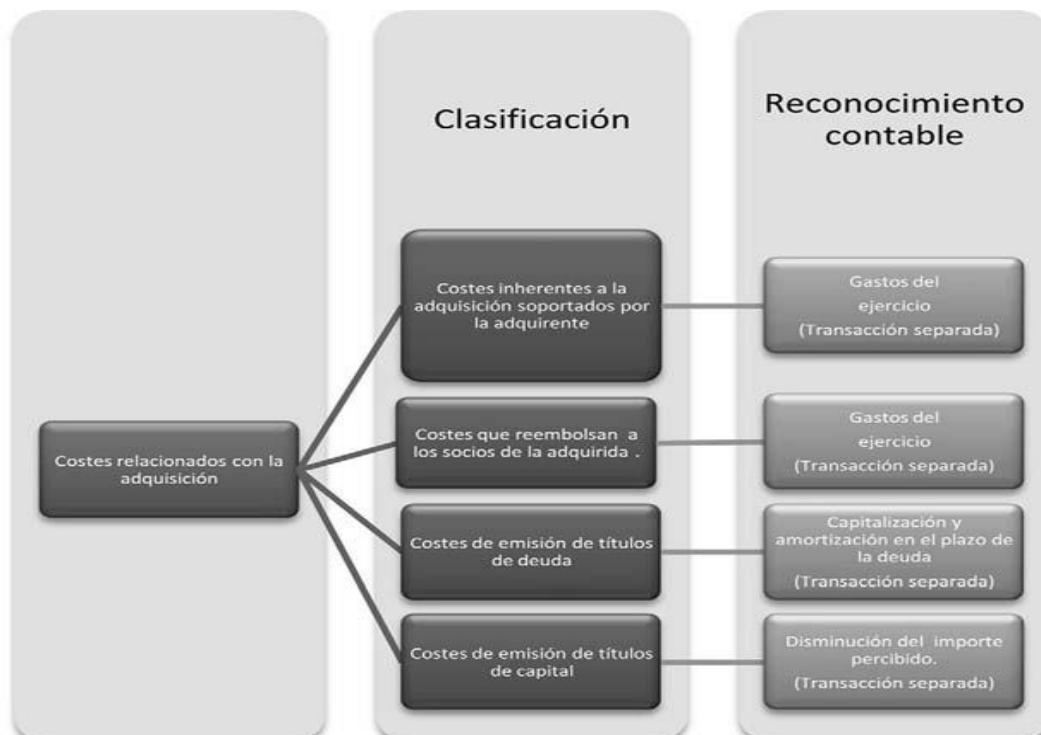 Clasificación
Reconocimiento
contable
Costes relacionados con la
adquisición
Costes inherentes a la
adquisición soportados por
la adquirente
Gastos del
ejercicio
(Transacción separada)
Costes que reembolsan a
los socios de la adquirida .
Gastos del
ejercicio
(Transacción separada)
Costes de emisión de títulos
de deuda
Capitalización y
amortización en el plazo de
la deuda
(Transacción separada)
Costes de emisión de títulos
de capital
Disminución del importe
percibido.
(Transacción separada)